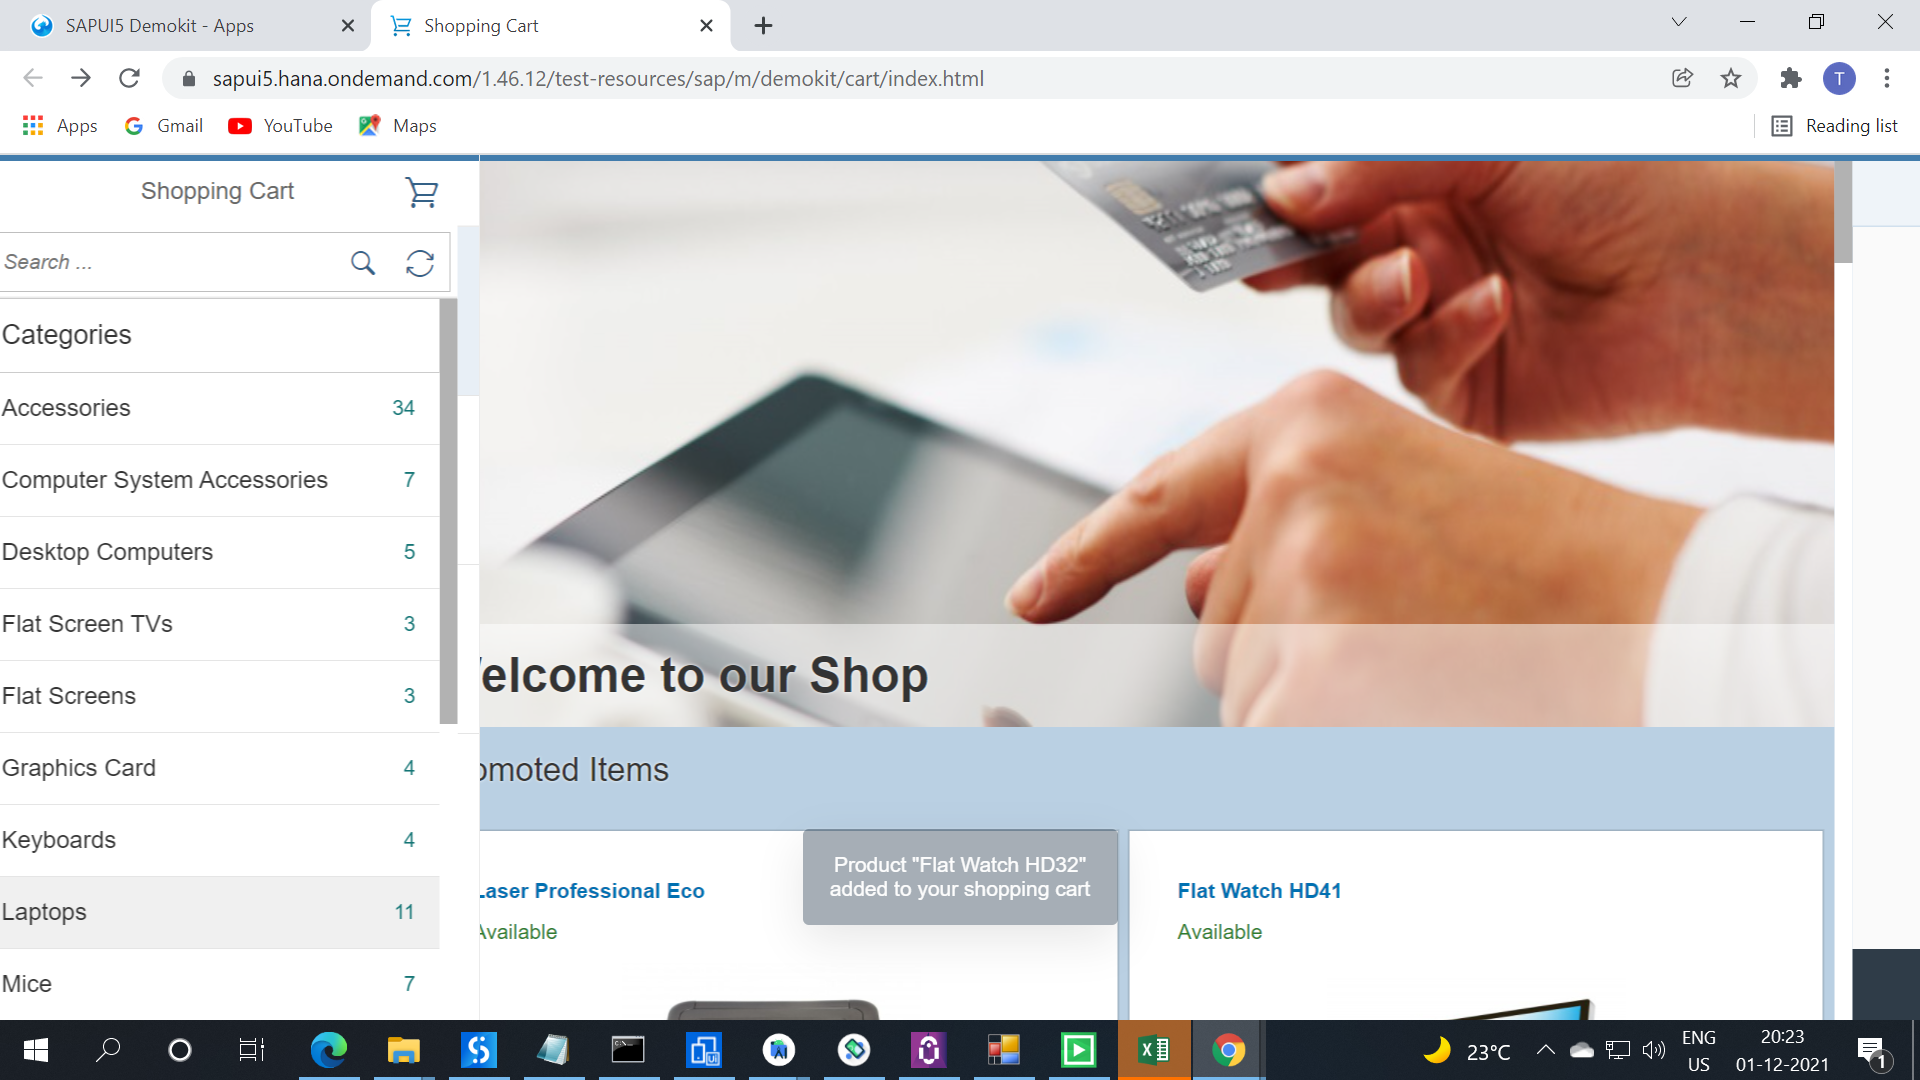 SAPUI5 Demokit - Apps
Shopping Cart
sapui5.hana.ondemand.com/1.46.12/test-resources/sap/m/demokit/cart/index.html
T
Apps
Gmail
YouTube
Maps
Reading list
Shopping Cart
Search ...
Categories
Accessories 34
Computer System Accessories 7
Desktop Computers 5
Flat Screen TVs 3
Flat Screens 3
Graphics Card 4
Keyboards 4
Laptops 11
Mice 7
elcome to our Shop
omoted Items
Laser Professional Eco
Available
Product "Flat Watch HD32"
added to your shopping cart
Flat Watch HD41
Available
23°C
ENG
US
20:23
01-12-2021
1